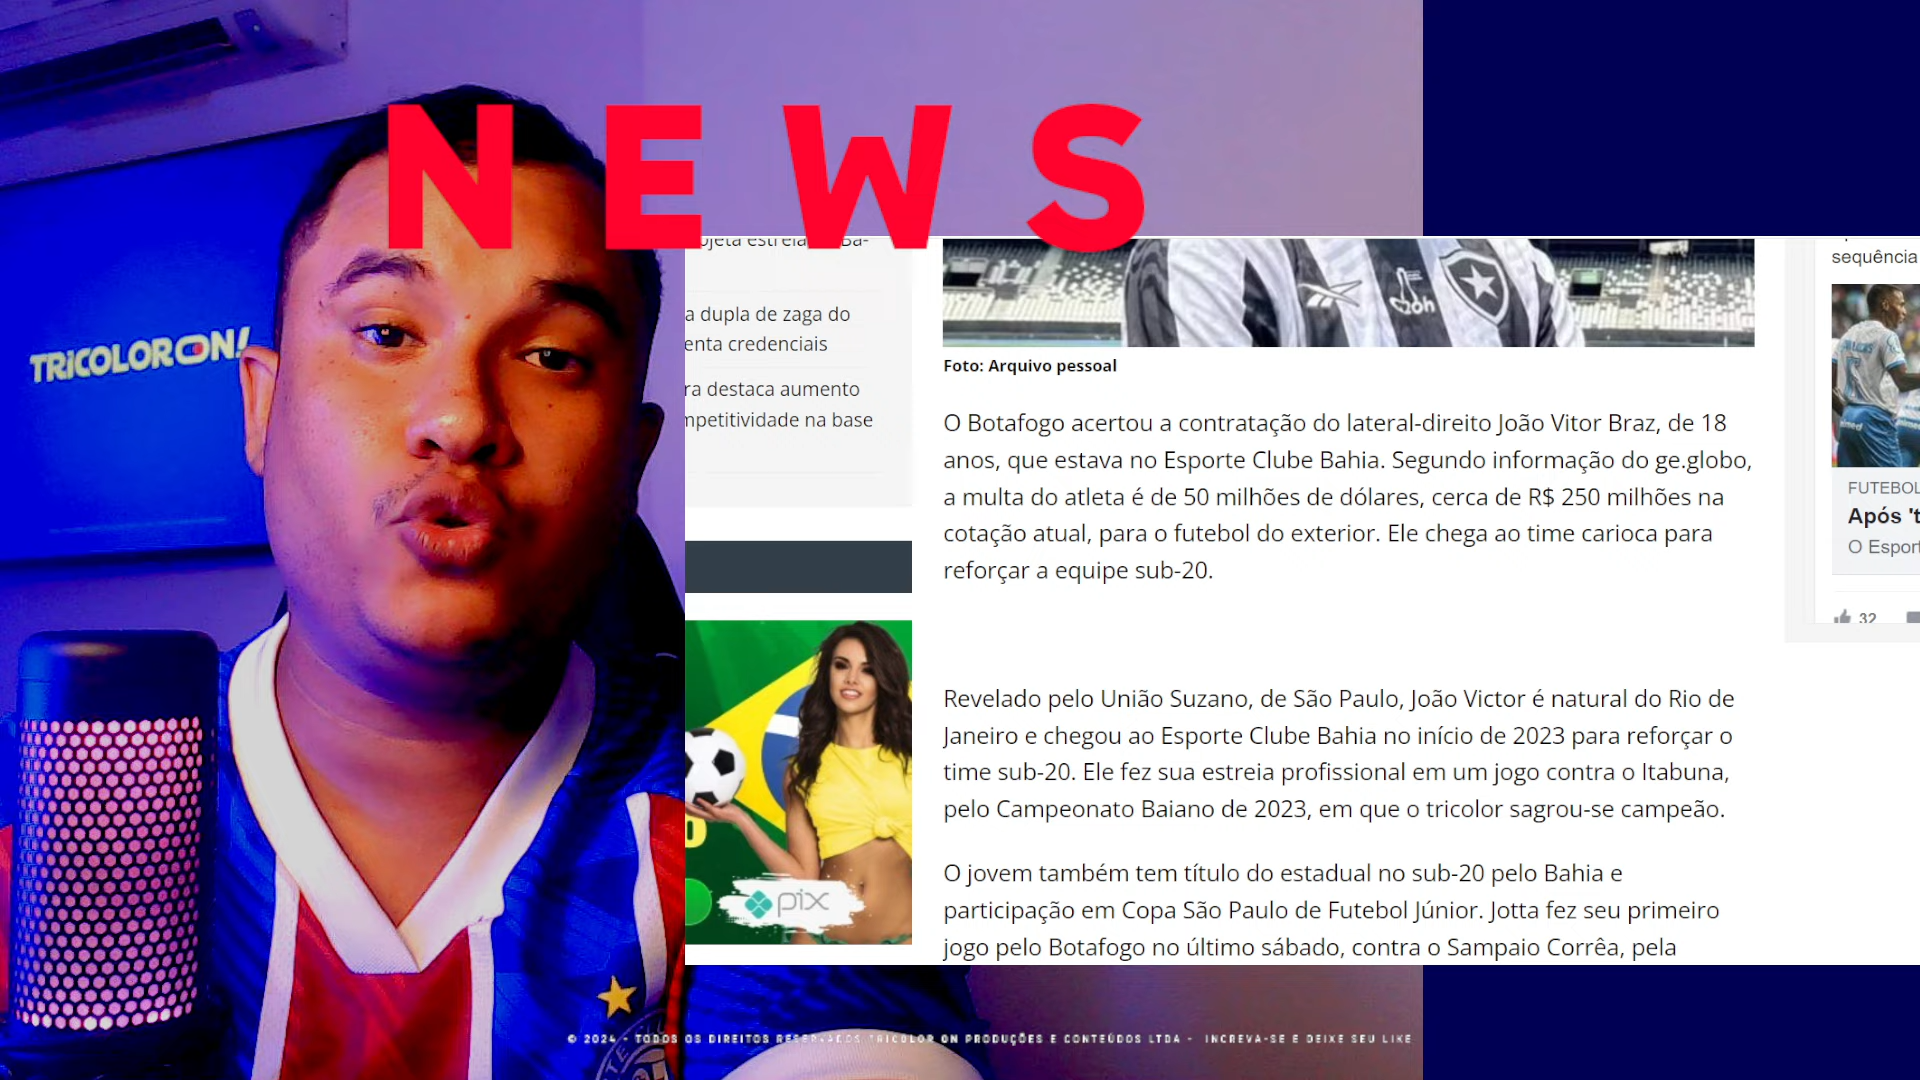 NEWS
TRICOLOR ON!
a dupla de zaga do
enta credenciais
ra destaca aumento
mpetitividade na base
pix
doh
Foto: Arquivo pessoal
O Botafogo acertou a contratação do lateral-direito João Vitor Braz, de 18
anos, que estava no Esporte Clube Bahia. Segundo informação do ge.globo,
a multa do atleta é de 50 milhões de dólares, cerca de R$ 250 milhões na
cotação atual, para o futebol do exterior. Ele chega ao time carioca para
reforçar a equipe sub-20.
Revelado pelo União Suzano, de São Paulo, João Victor é natural do Rio de
Janeiro e chegou ao Esporte Clube Bahia no início de 2023 para reforçar o
time sub-20. Ele fez sua estreia profissional em um jogo contra o Itabuna,
pelo Campeonato Baiano de 2023, em que o tricolor sagrou-se campeão.
O jovem também tem título do estadual no sub-20 pelo Bahia e
participação em Copa São Paulo de Futebol Júnior. Jotta fez seu primeiro
jogo pelo Botafogo no último sábado, contra o Sampaio Corrêa, pela
sequência
FUTEBOL
Após 't
O Espor
32
© 2024 - TODOS OS DIREITOS RESERVADOS TRICOLOR ON PRODUÇÕES E CONTEÚDOS LTDA - INCREVA-SE E DEIXE SEU LIKE